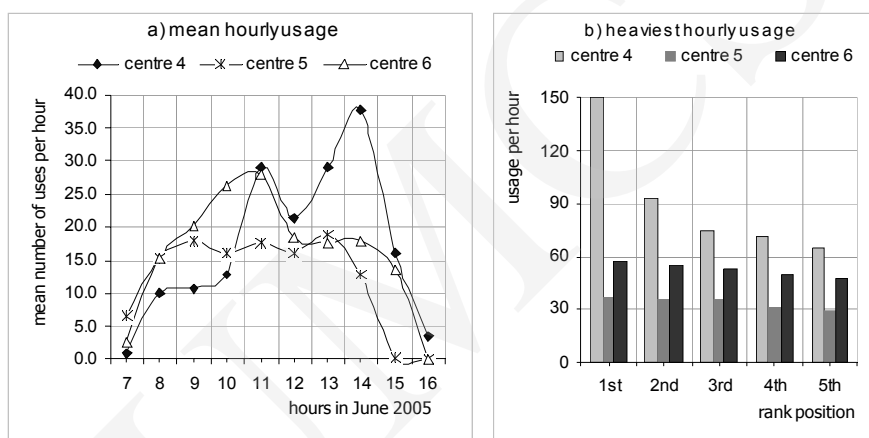 a) mean hourly usage
centre 4 centre 5 centre 6
40.0
35.0
30.0
25.0
20.0
15.0
10.0
5.0
0.0
mean number of uses per hour
7 8 9 10 11 12 13 14 15 16
hours in June 2005
b) heaviest hourly usage
centre 4 centre 5 centre 6
150
120
90
60
30
0
usage per hour
1st 2nd 3rd 4th 5th
rank position